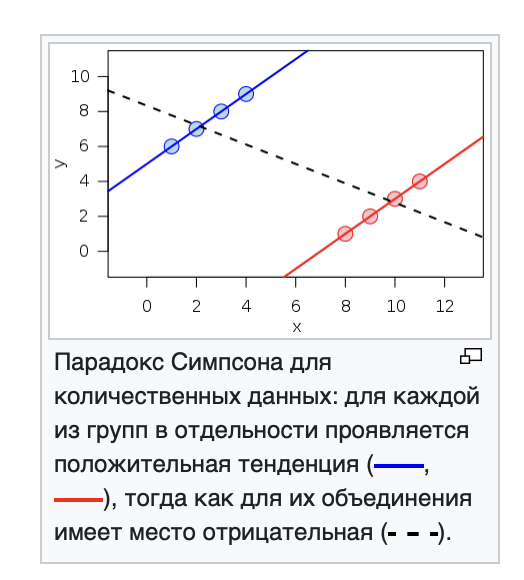 10
8
6
4
2
0
y
0 2 4 6 8 10 12
x
Парадокс Симпсона для
количественных данных: для каждой
из групп в отдельности проявляется
положительная тенденция (——,
——), тогда как для их объединения
имеет место отрицательная (- - -).